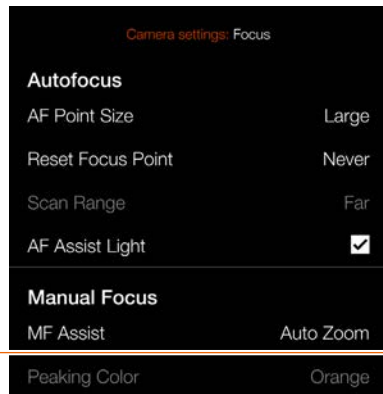 Camera settings: Focus
Autofocus
AF Point Size Large
Reset Focus Point Never
Scan Range Far
AF Assist Light
Manual Focus
MF Assist Auto Zoom
Peaking Color Orange